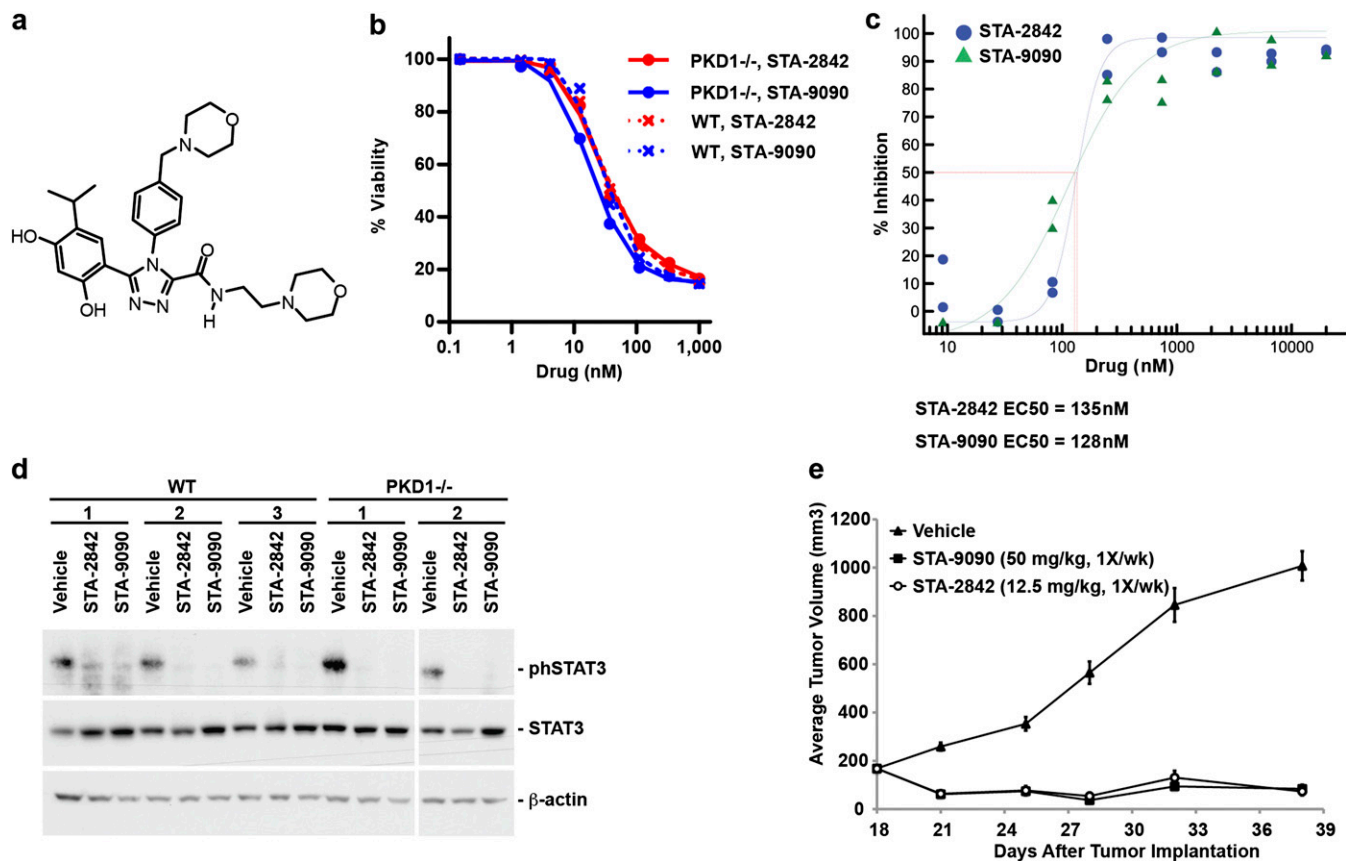 a
O
N
HO
N
O
OH
N-N
N
H
N
O
b
% Viability
100
80
60
40
20
0
0.1
1
10
100
1,000
Drug (nM)
PKD1-/-, STA-2842
PKD1-/-, STA-9090
WT, STA-2842
WT, STA-9090
c
% Inhibition
100
90
80
70
60
50
40
30
20
10
0
10
100
1000
10000
Drug (nM)
STA-2842
STA-9090
STA-2842 EC50 = 135nM
STA-9090 EC50 = 128nM
d
WT
PKD1-/-
1
2
3
1
2
Vehicle
STA-2842
STA-9090
Vehicle
STA-2842
STA-9090
Vehicle
STA-2842
STA-9090
Vehicle
STA-2842
STA-9090
Vehicle
STA-2842
STA-9090
- phSTAT3
- STAT3
- β-actin
e
Average Tumor Volume (mm3)
1200
1000
800
600
400
200
0
18
21
25
28
30
33
36
39
Days After Tumor Implantation
Vehicle
STA-9090 (50 mg/kg, 1X/wk)
STA-2842 (12.5 mg/kg, 1X/wk)